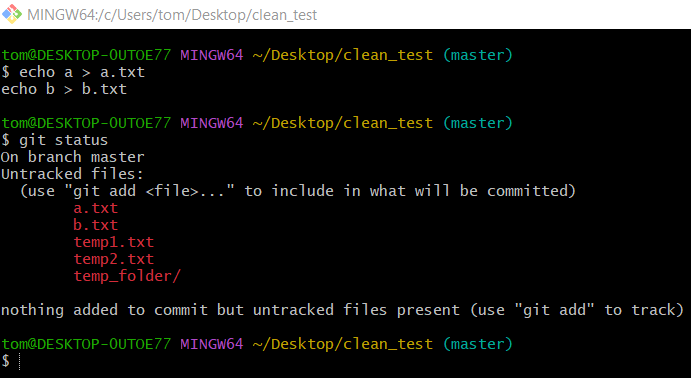 MINGW64:/c/Users/tom/Desktop/clean_test
tom@DESKTOP-OUTOE77 MINGW64 ~/Desktop/clean_test (master)
$ echo a > a.txt
echo b > b.txt
tom@DESKTOP-OUTOE77 MINGW64 ~/Desktop/clean_test (master)
$ git status
On branch master
Untracked files:
  (use "git add <file>..." to include in what will be committed)
        a.txt
        b.txt
        temp1.txt
        temp2.txt
        temp_folder/
nothing added to commit but untracked files present (use "git add" to track)
tom@DESKTOP-OUTOE77 MINGW64 ~/Desktop/clean_test (master)
$